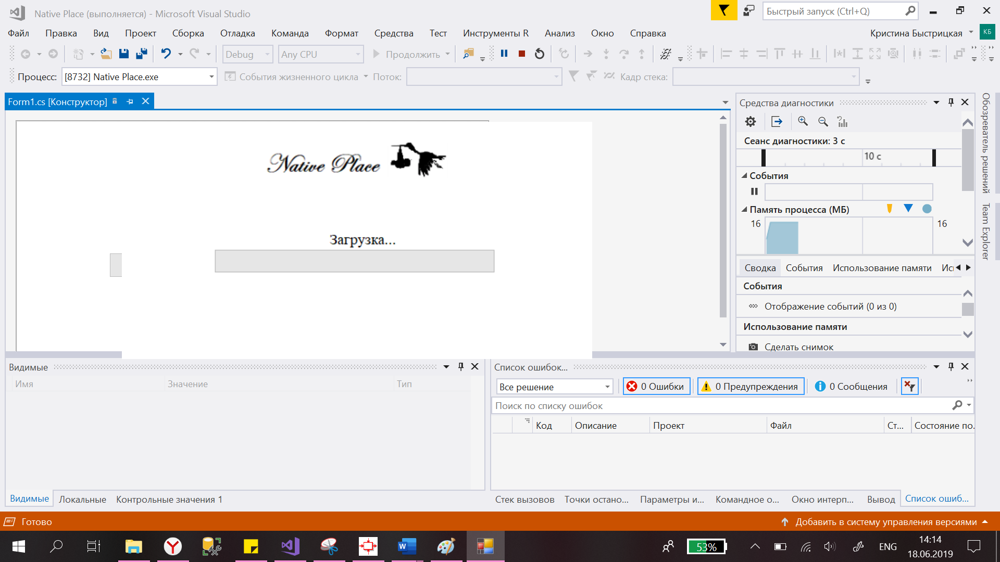 Native Place (выполняется) - Microsoft Visual Studio
Быстрый запуск (Ctrl+Q)
Файл Правка Вид Проект Сборка Отладка Команда Формат Средства Тест Инструменты R Анализ Окно Справка
Кристина Быстрицкая КБ
Debug Any CPU Продолжить
Процесс: [8732] Native Place.exe События жизненного цикла Поток: Кадр стека:
Form1.cs [Конструктор]
Native Place
Загрузка...
Средства диагностики
Сеанс диагностики: 3 с
10 с
События
Память процесса (МБ)
16 16
Сводка События Использование памяти Ис
События
Отображение событий (0 из 0)
Использование памяти
Сделать снимок
Обозреватель решений
Team Explorer
Видимые
Имя Значение Тип
Видимые Локальные Контрольные значения 1
Список ошибок...
Все решение 0 Ошибки 0 Предупреждения 0 Сообщения
Поиск по списку ошибок
Код Описание Проект Файл Ст... Состояние по.
Стек вызовов Точки остано... Параметры и... Командное о... Окно интерп... Вывод Список ошиб...
Готово
Добавить в систему управления версиями
53% ENG
14:14
18.06.2019